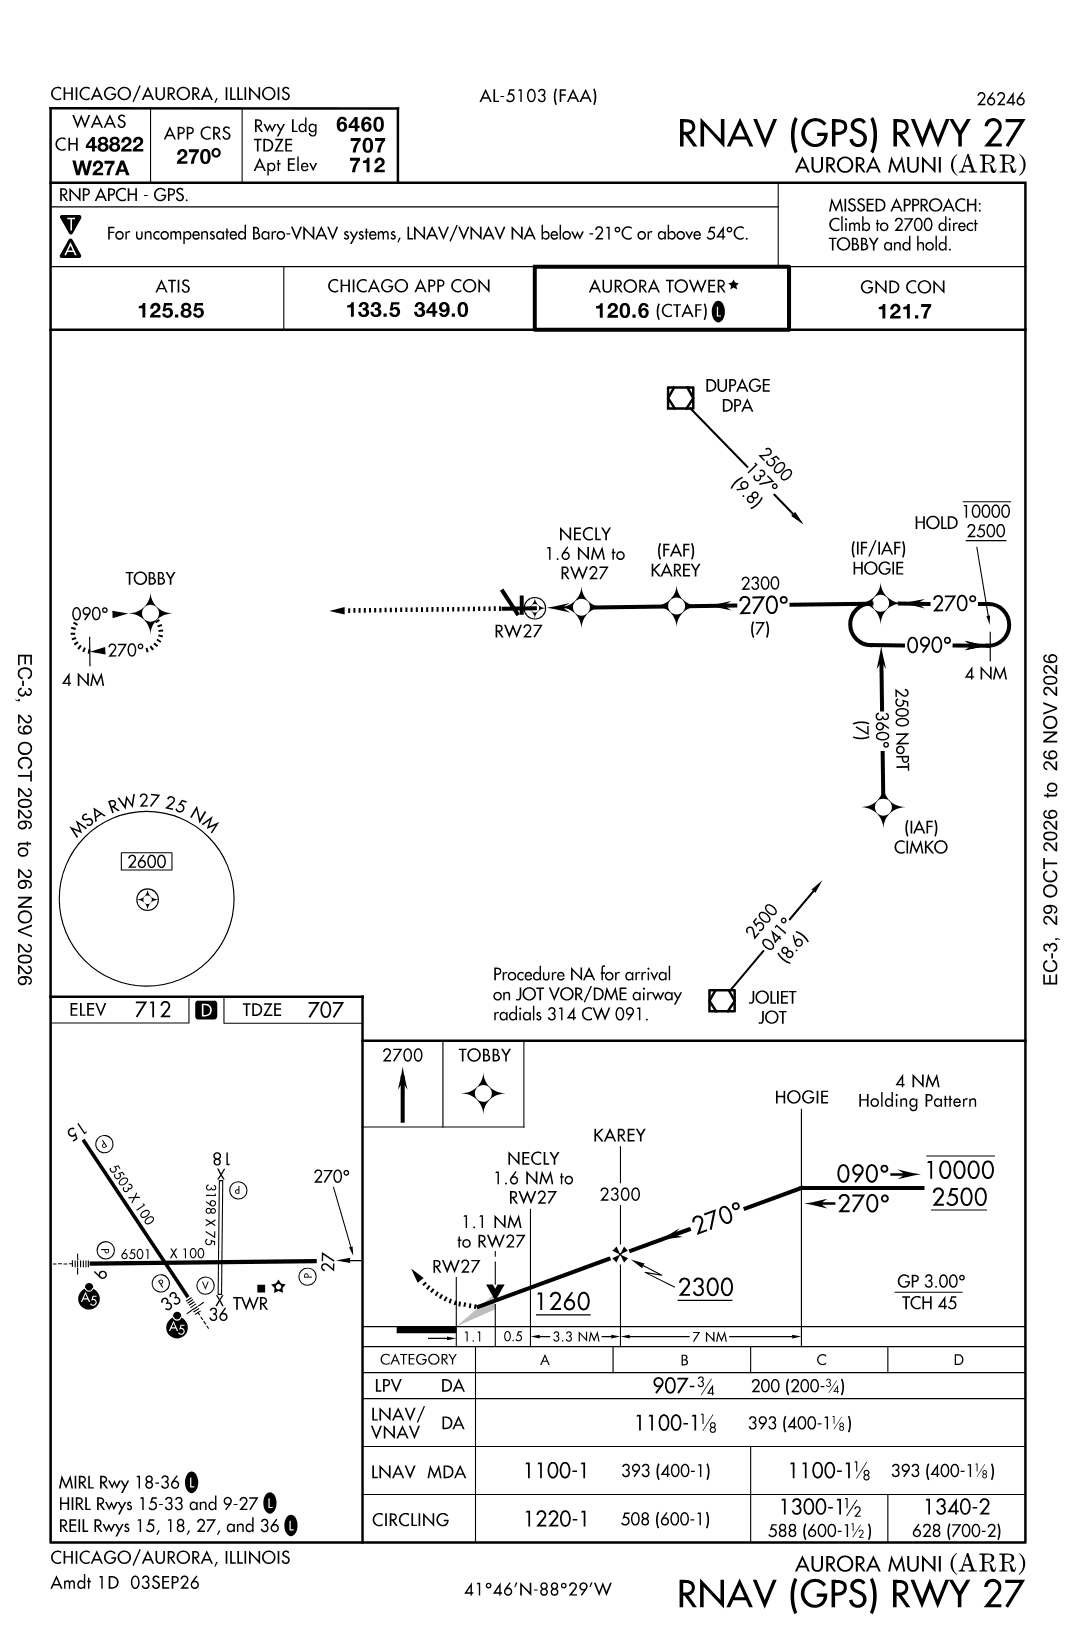 CHICAGO/AURORA, ILLINOIS
AL-5103 (FAA)
26246
WAAS
CH 48822
W27A
APP CRS
270°
Rwy Ldg 6460
TDZE 707
Apt Elev 712
RNAV (GPS) RWY 27
AURORA MUNI (ARR)
RNP APCH - GPS.
T
A
For uncompensated Baro-VNAV systems, LNAV/VNAV NA below -21°C or above 54°C.
MISSED APPROACH:
Climb to 2700 direct
TOBBY and hold.
ATIS
125.85
CHICAGO APP CON
133.5 349.0
AURORA TOWER★
120.6 (CTAF) L
GND CON
121.7
DUPAGE
DPA
2500
137°
(9.8)
HOLD 10000
2500
NECLY
1.6 NM to
RW27
(FAF)
KAREY
(IF/IAF)
HOGIE
TOBBY
090°
270°
4 NM
RW27
2300
270°
(7)
270°
090°
4 NM
2500 NoPT
360°
(7)
(IAF)
CIMKO
MSA RW27 25 NM
2600
2500
041°
(8.6)
Procedure NA for arrival
on JOT VOR/DME airway
radials 314 CW 091.
JOLIET
JOT
EC-3, 29 OCT 2026 to 26 NOV 2026
EC-3, 29 OCT 2026 to 26 NOV 2026
ELEV 712
D
TDZE 707
15
P
5503 X 100
18
P
3198 X 75
270°
P
6501 X 100
9
27
P
A5
P
33
V
36
TWR
A5
MIRL Rwy 18-36 L
HIRL Rwys 15-33 and 9-27 L
REIL Rwys 15, 18, 27, and 36 L
2700
TOBBY
HOGIE
4 NM
Holding Pattern
KAREY
NECLY
1.6 NM to
RW27
2300
090°
10000
270°
2500
1.1 NM
to RW27
270°
RW27
1260
2300
GP 3.00°
TCH 45
1.1
0.5
3.3 NM
7 NM
CATEGORY A B C D
LPV DA 907-¾ 200 (200-¾)
LNAV/
VNAV DA 1100-1⅛ 393 (400-1⅛)
LNAV MDA 1100-1 393 (400-1) 1100-1⅛ 393 (400-1⅛)
CIRCLING 1220-1 508 (600-1)
1300-1½
588 (600-1½)
1340-2
628 (700-2)
CHICAGO/AURORA, ILLINOIS
Amdt 1D 03SEP26
41°46'N-88°29'W
AURORA MUNI (ARR)
RNAV (GPS) RWY 27